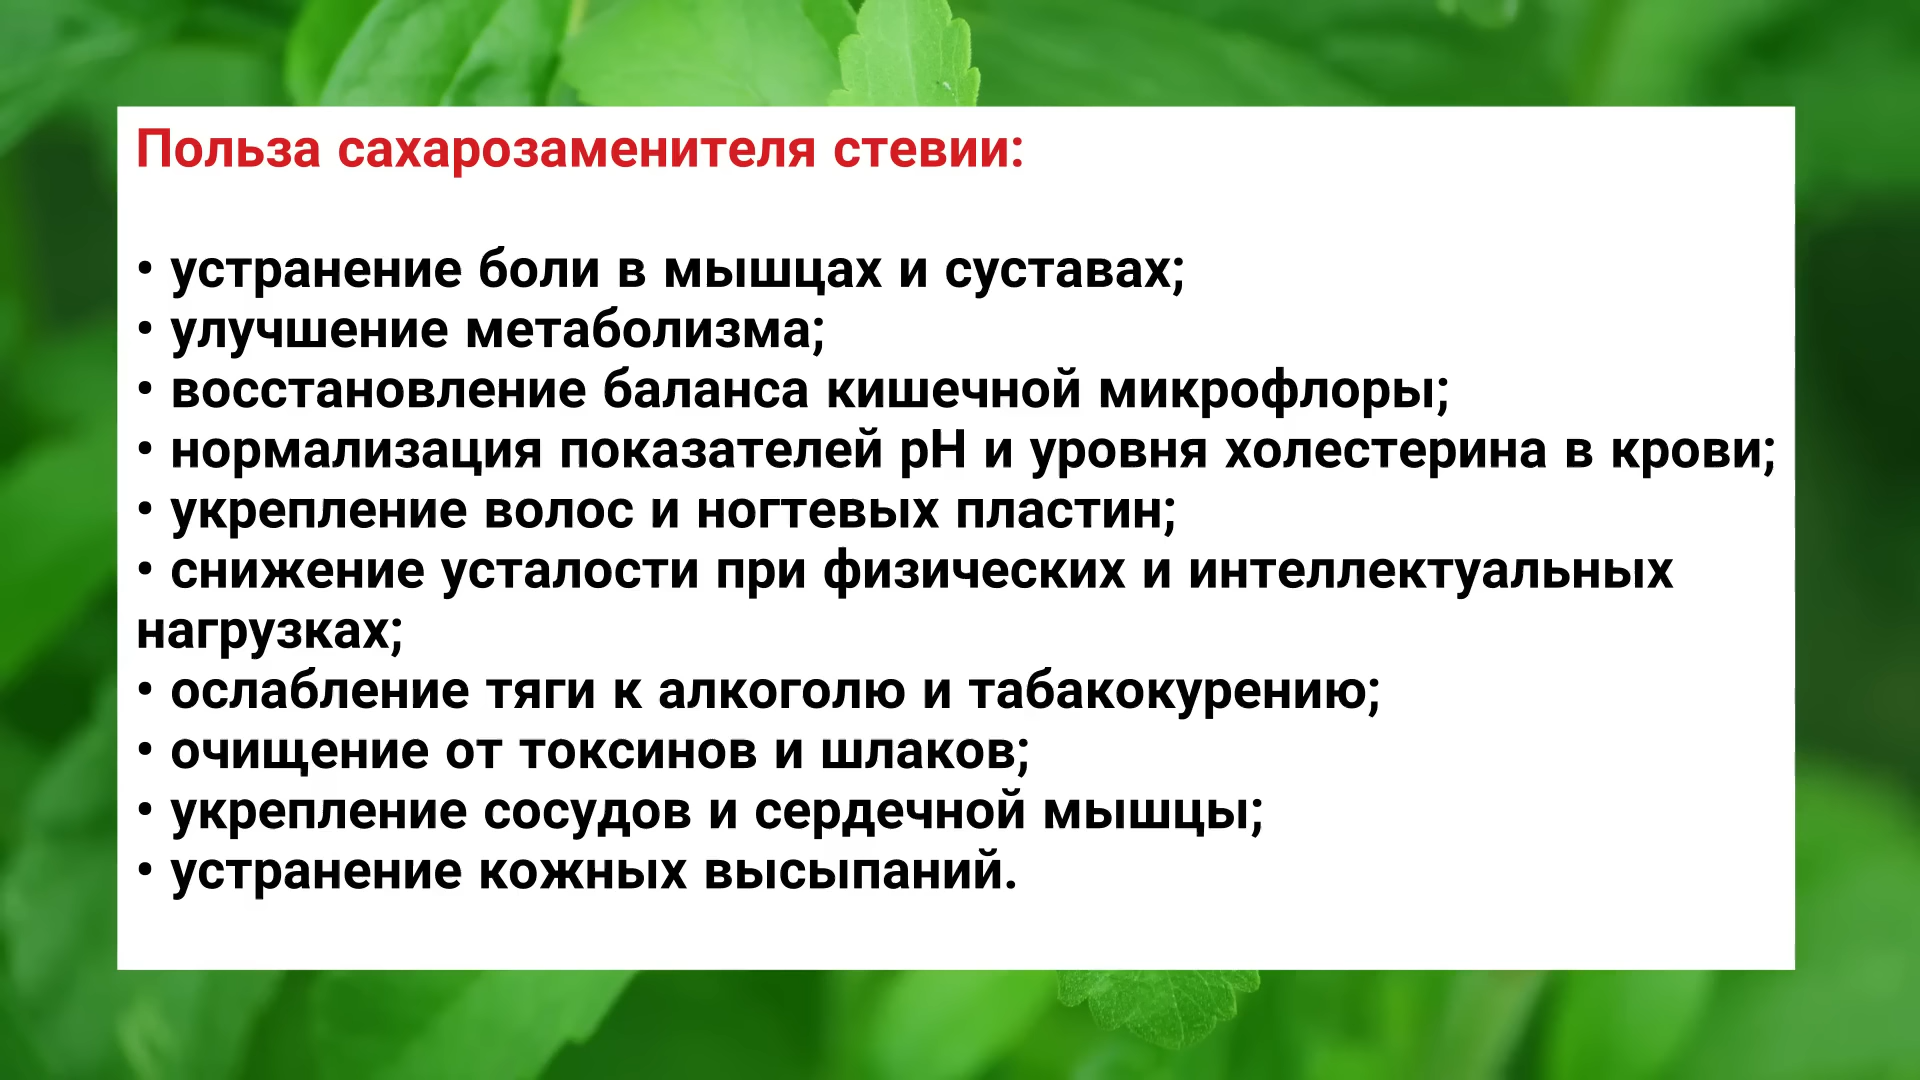 Польза сахарозаменителя стевии:
• устранение боли в мышцах и суставах;
• улучшение метаболизма;
• восстановление баланса кишечной микрофлоры;
• нормализация показателей pH и уровня холестерина в крови;
• укрепление волос и ногтевых пластин;
• снижение усталости при физических и интеллектуальных
нагрузках;
• ослабление тяги к алкоголю и табакокурению;
• очищение от токсинов и шлаков;
• укрепление сосудов и сердечной мышцы;
• устранение кожных высыпаний.